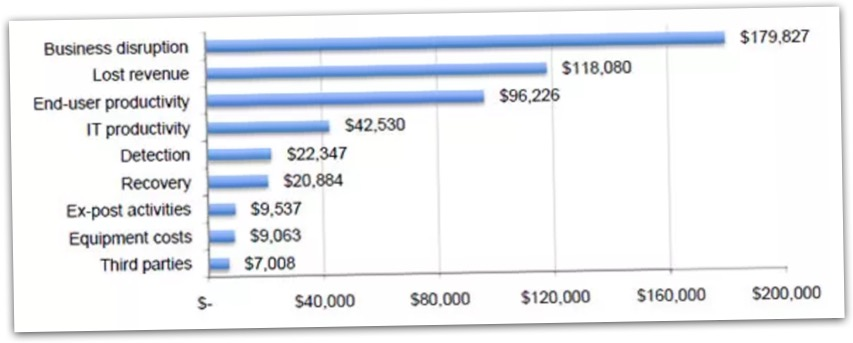 Business disruption $179,827
Lost revenue $118,080
End-user productivity $96,226
IT productivity $42,530
Detection $22,347
Recovery $20,884
Ex-post activities $9,537
Equipment costs $9,063
Third parties $7,008
$- $40,000 $80,000 $120,000 $160,000 $200,000